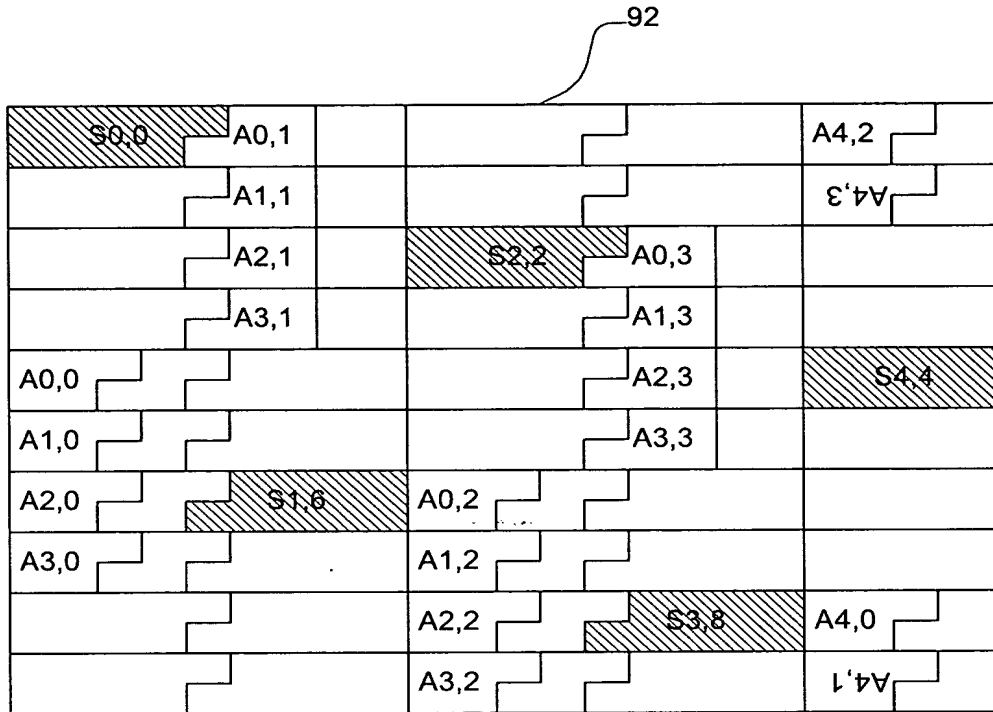 92
S0,0 A0,1 A4,2
A1,1 A4,3
A2,1 S2,2 A0,3
A3,1 A1,3
A0,0 A2,3 S4,4
A1,0 A3,3
A2,0 S1,6 A0,2
A3,0 A1,2
A2,2 S3,8 A4,0
A3,2 A4,1